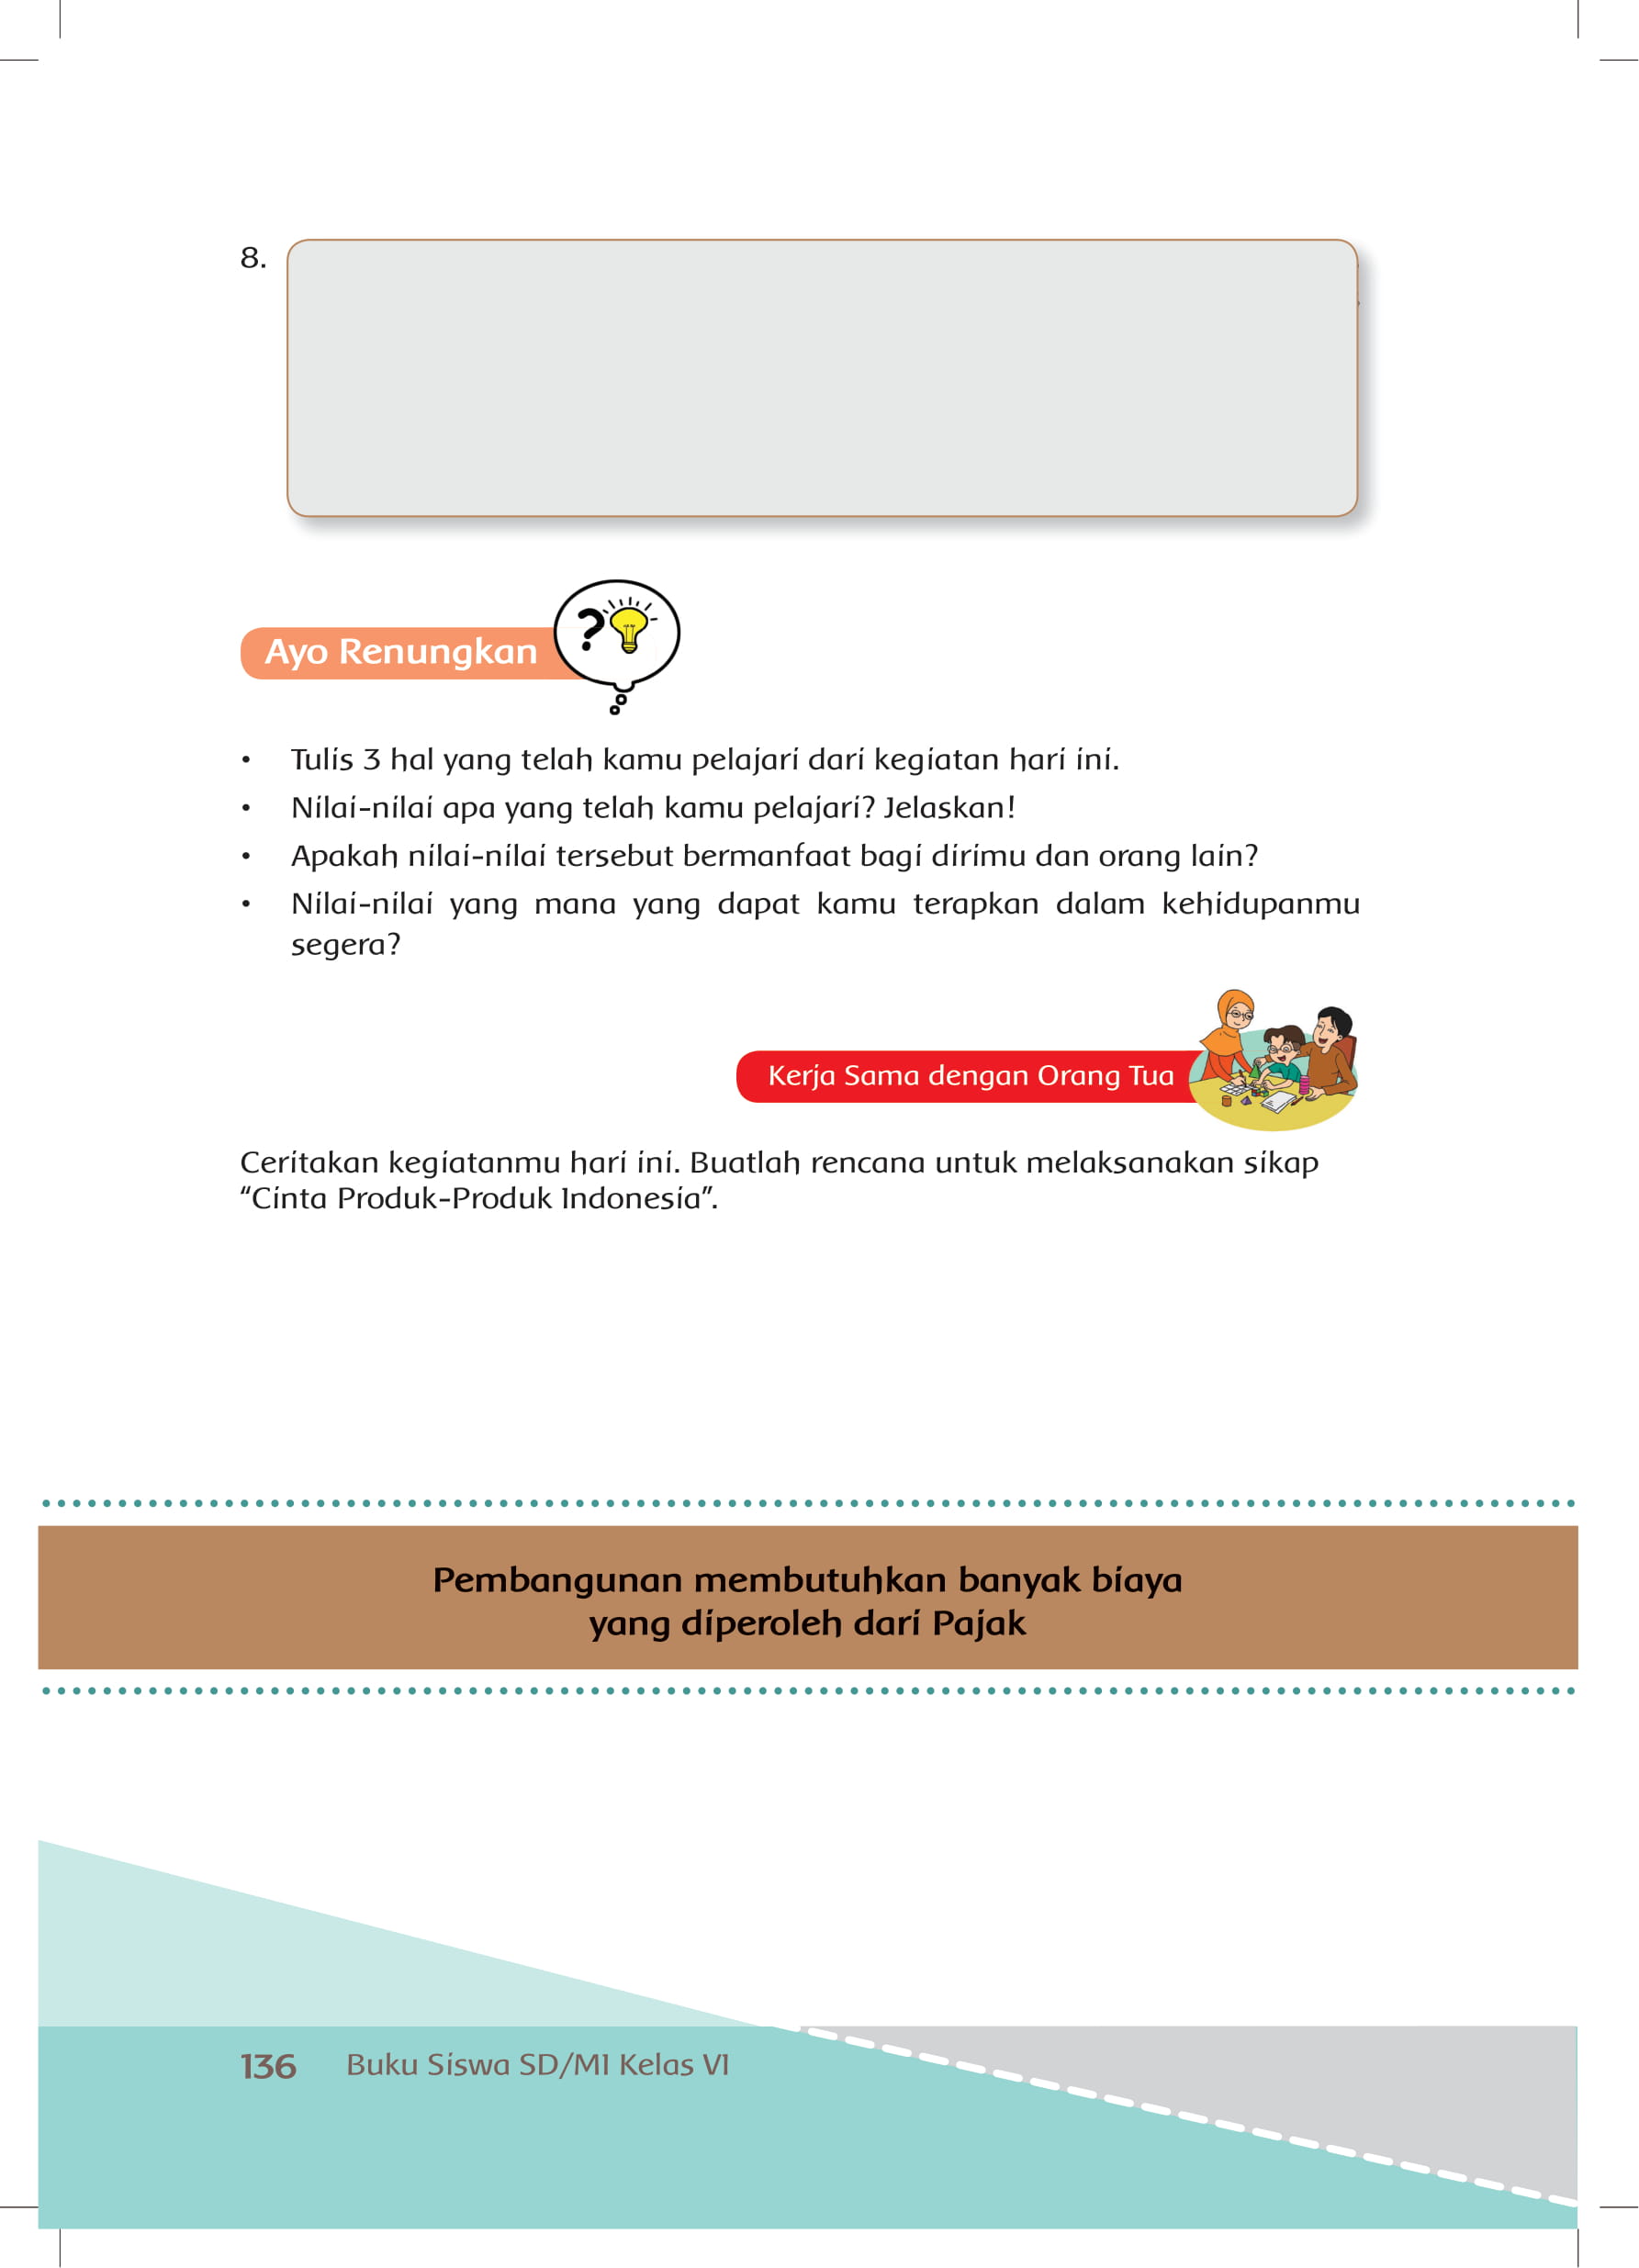 8.
Ayo Renungkan
?
• Tulis 3 hal yang telah kamu pelajari dari kegiatan hari ini.
• Nilai-nilai apa yang telah kamu pelajari? Jelaskan!
• Apakah nilai-nilai tersebut bermanfaat bagi dirimu dan orang lain?
• Nilai-nilai yang mana yang dapat kamu terapkan dalam kehidupanmu
segera?
Kerja Sama dengan Orang Tua
Ceritakan kegiatanmu hari ini. Buatlah rencana untuk melaksanakan sikap
“Cinta Produk-Produk Indonesia”.
Pembangunan membutuhkan banyak biaya
yang diperoleh dari Pajak
136 Buku Siswa SD/MI Kelas VI